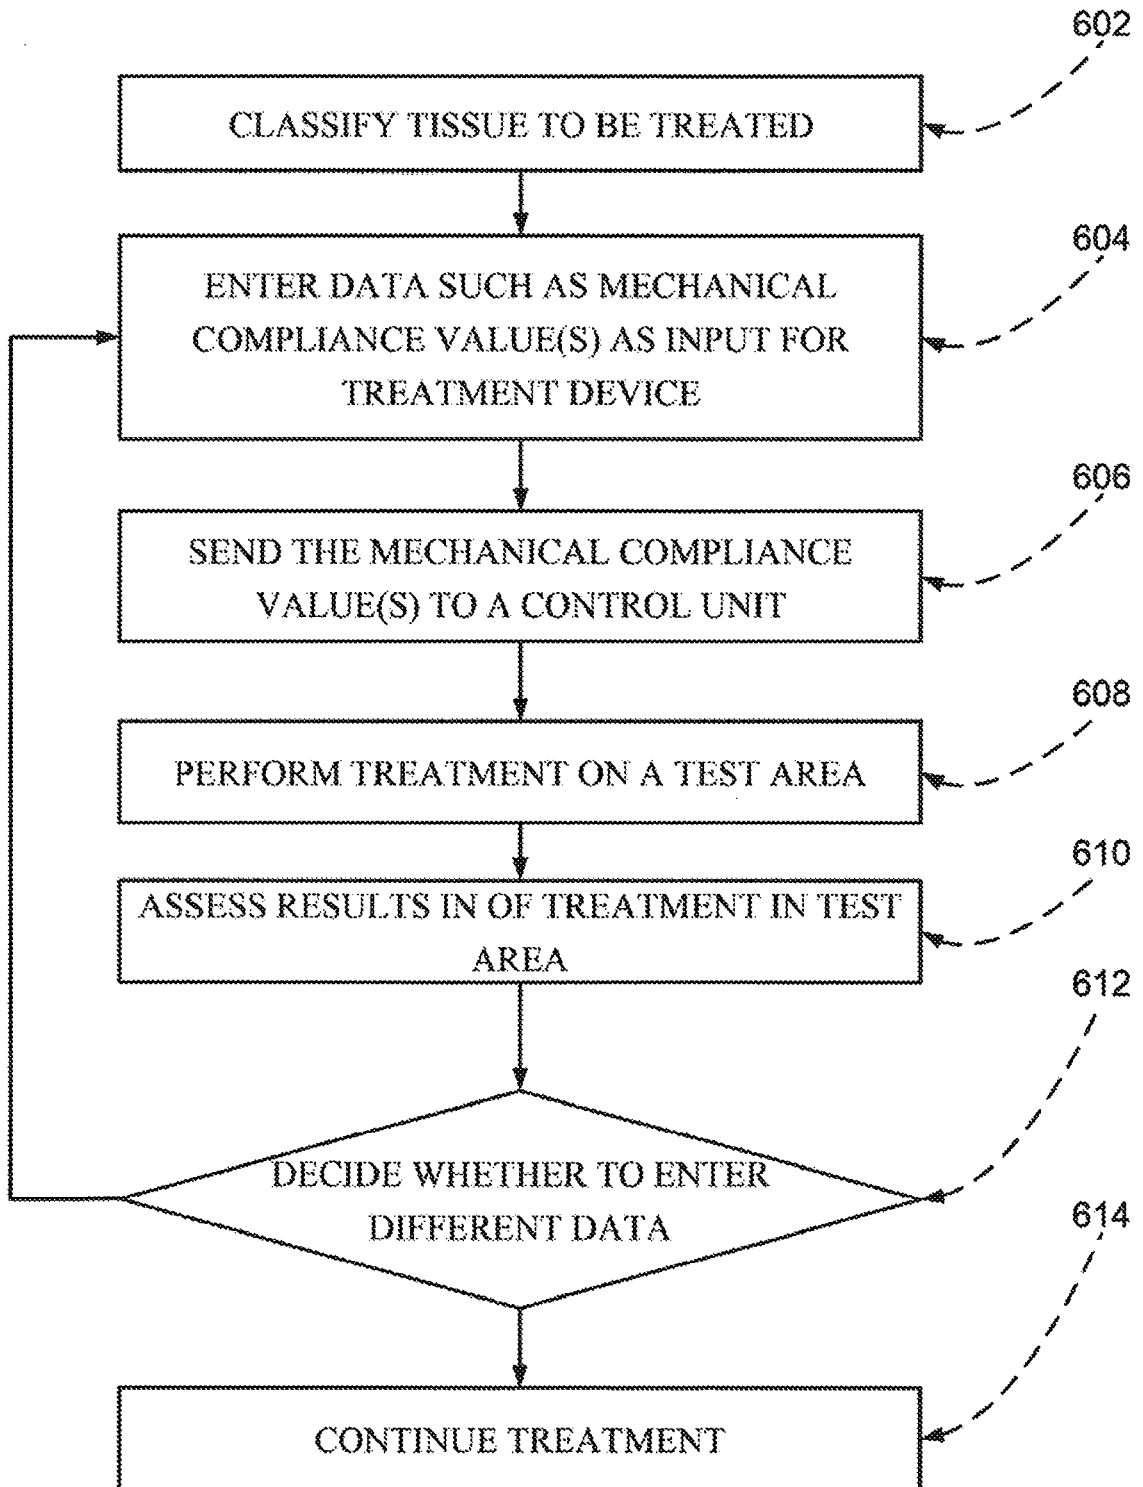 602
CLASSIFY TISSUE TO BE TREATED
604
ENTER DATA SUCH AS MECHANICAL
COMPLIANCE VALUE(S) AS INPUT FOR
TREATMENT DEVICE
606
SEND THE MECHANICAL COMPLIANCE
VALUE(S) TO A CONTROL UNIT
608
PERFORM TREATMENT ON A TEST AREA
610
ASSESS RESULTS IN OF TREATMENT IN TEST
AREA
612
DECIDE WHETHER TO ENTER
DIFFERENT DATA
614
CONTINUE TREATMENT